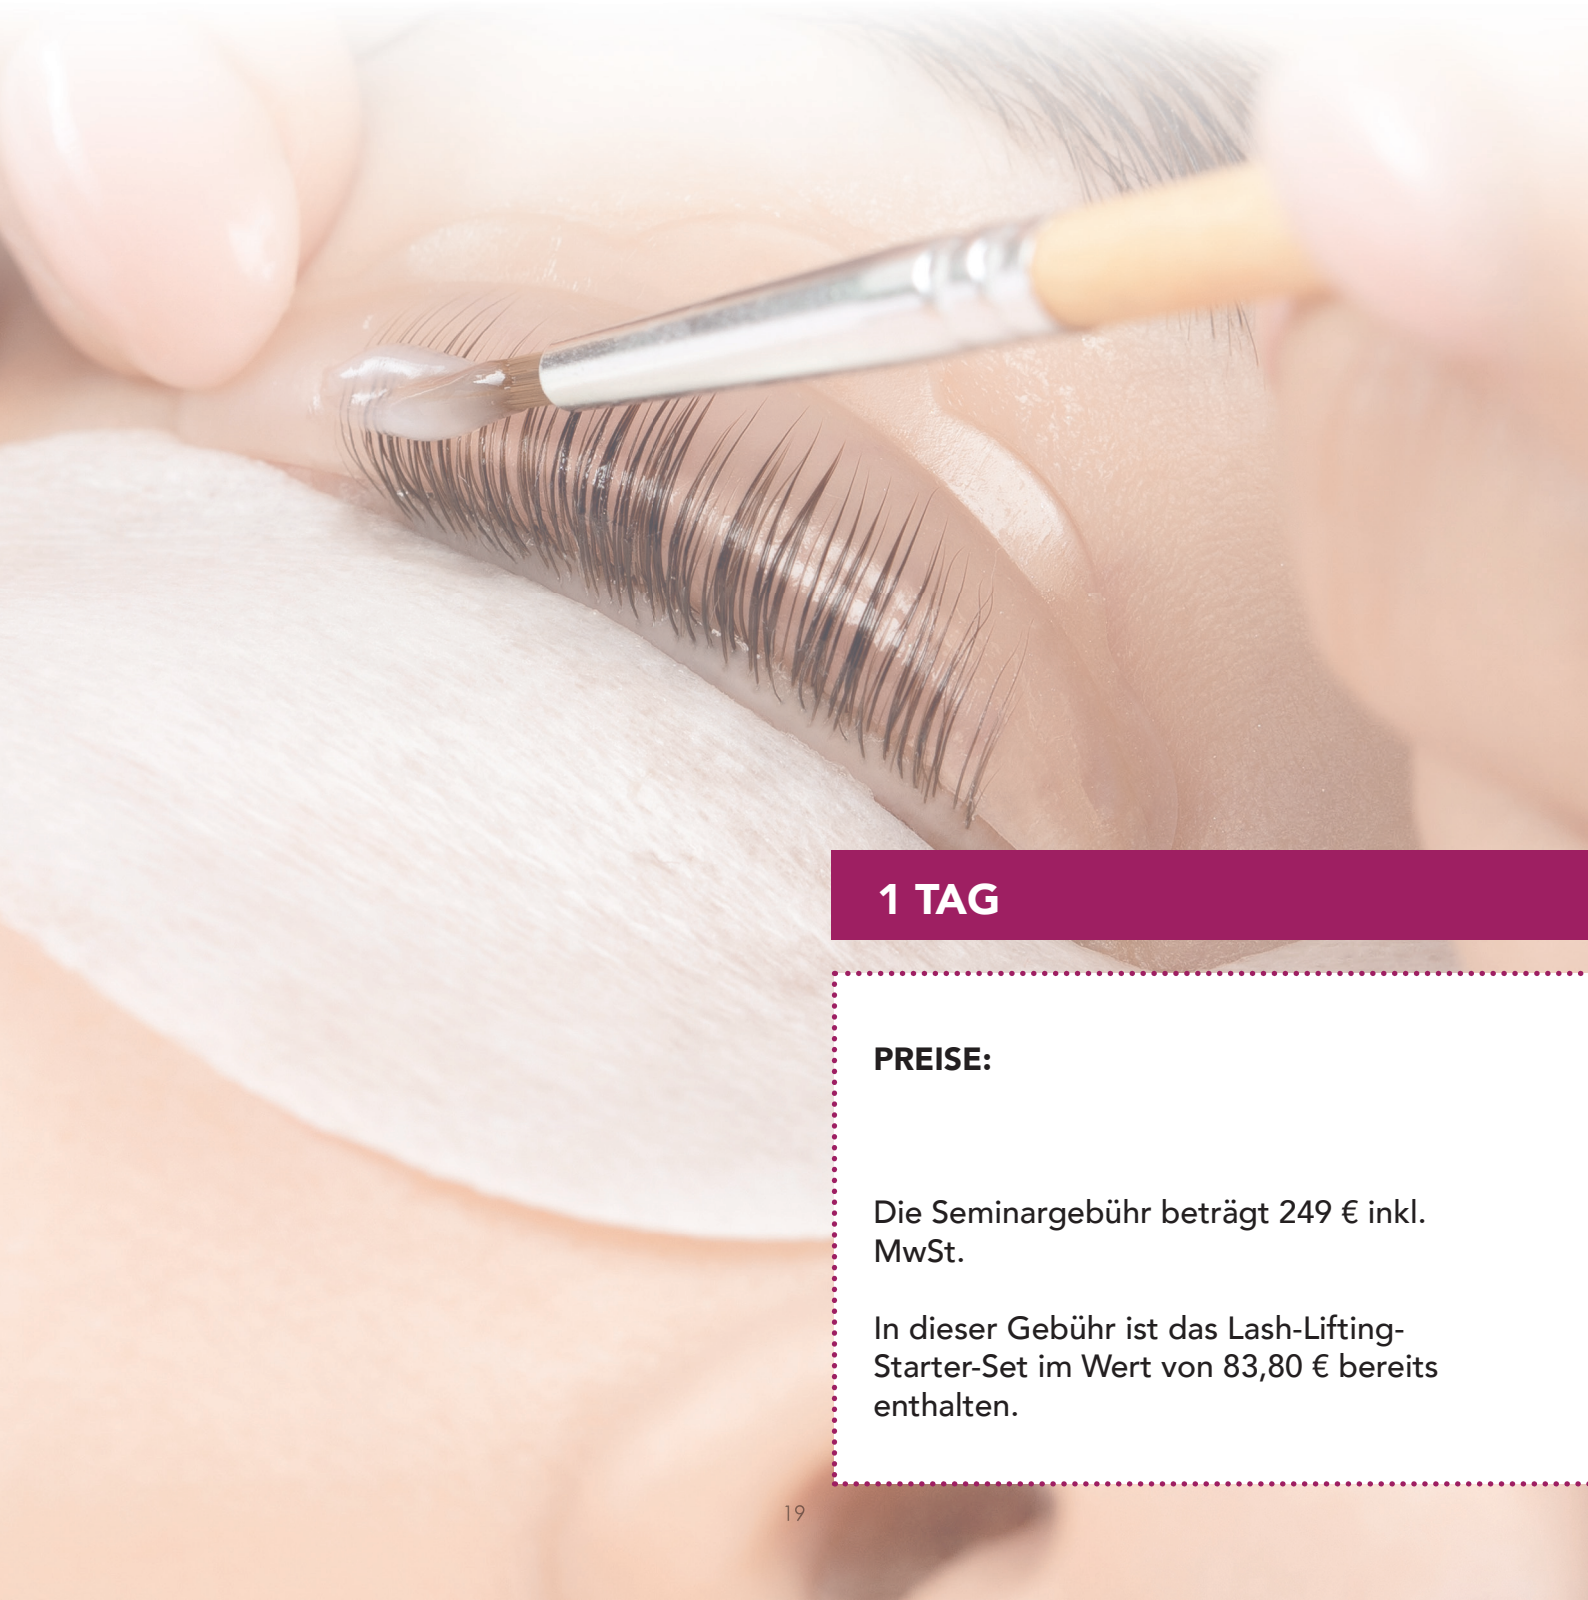 1 TAG
PREISE:
Die Seminargebühr beträgt 249 € inkl.
MwSt.
In dieser Gebühr ist das Lash-Lifting-
Starter-Set im Wert von 83,80 € bereits
enthalten.
19